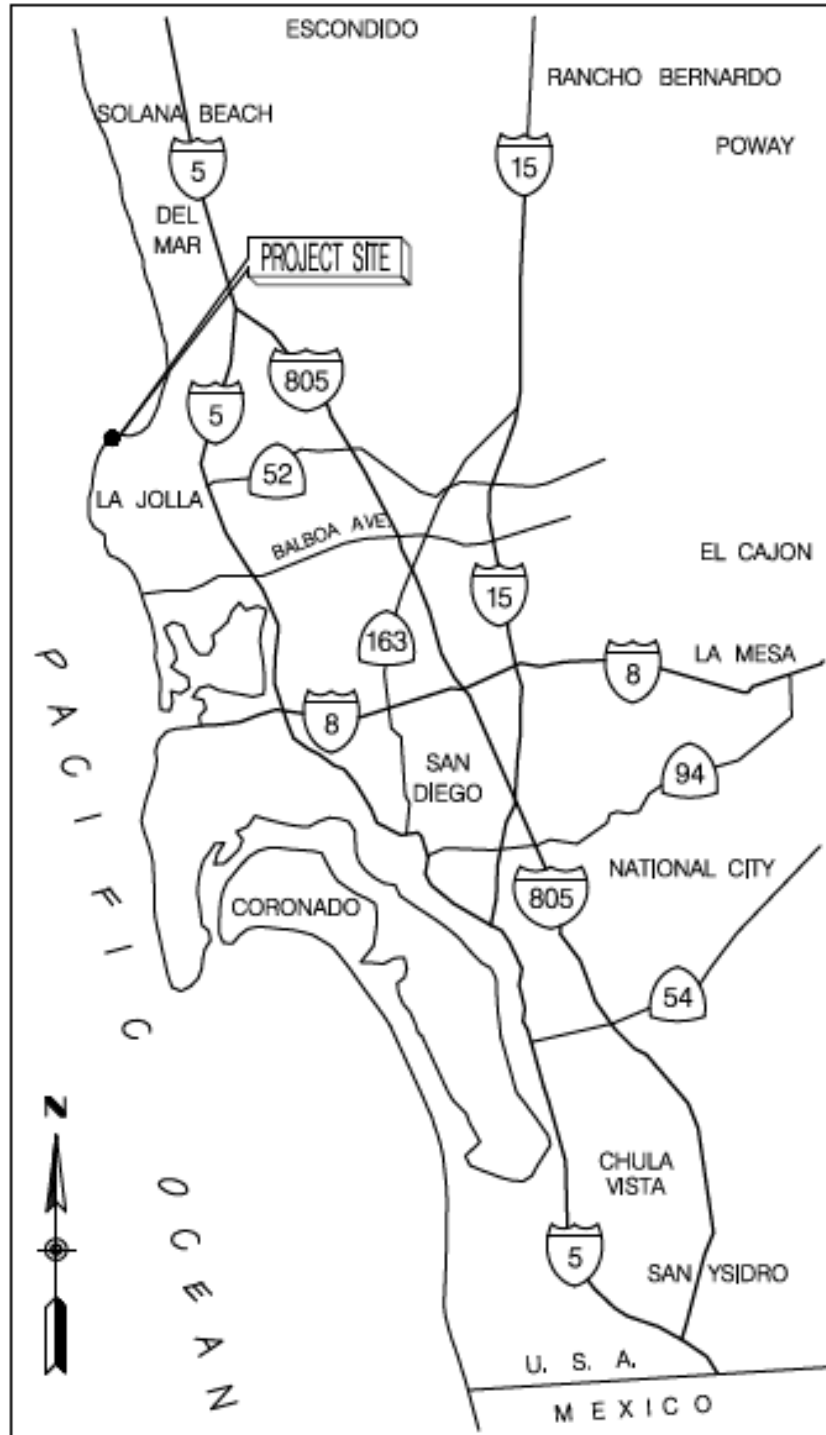 ESCONDIDO
RANCHO BERNARDO
SOLANA BEACH
POWAY
5
15
DEL
MAR
PROJECT SITE
805
5
52
LA JOLLA
BALBOA AVE.
EL CAJON
15
163
LA MESA
8
8
SAN
DIEGO
94
NATIONAL CITY
805
CORONADO
54
PACIFIC
OCEAN
N
CHULA
VISTA
5
SAN YSIDRO
U. S. A.
MEXICO